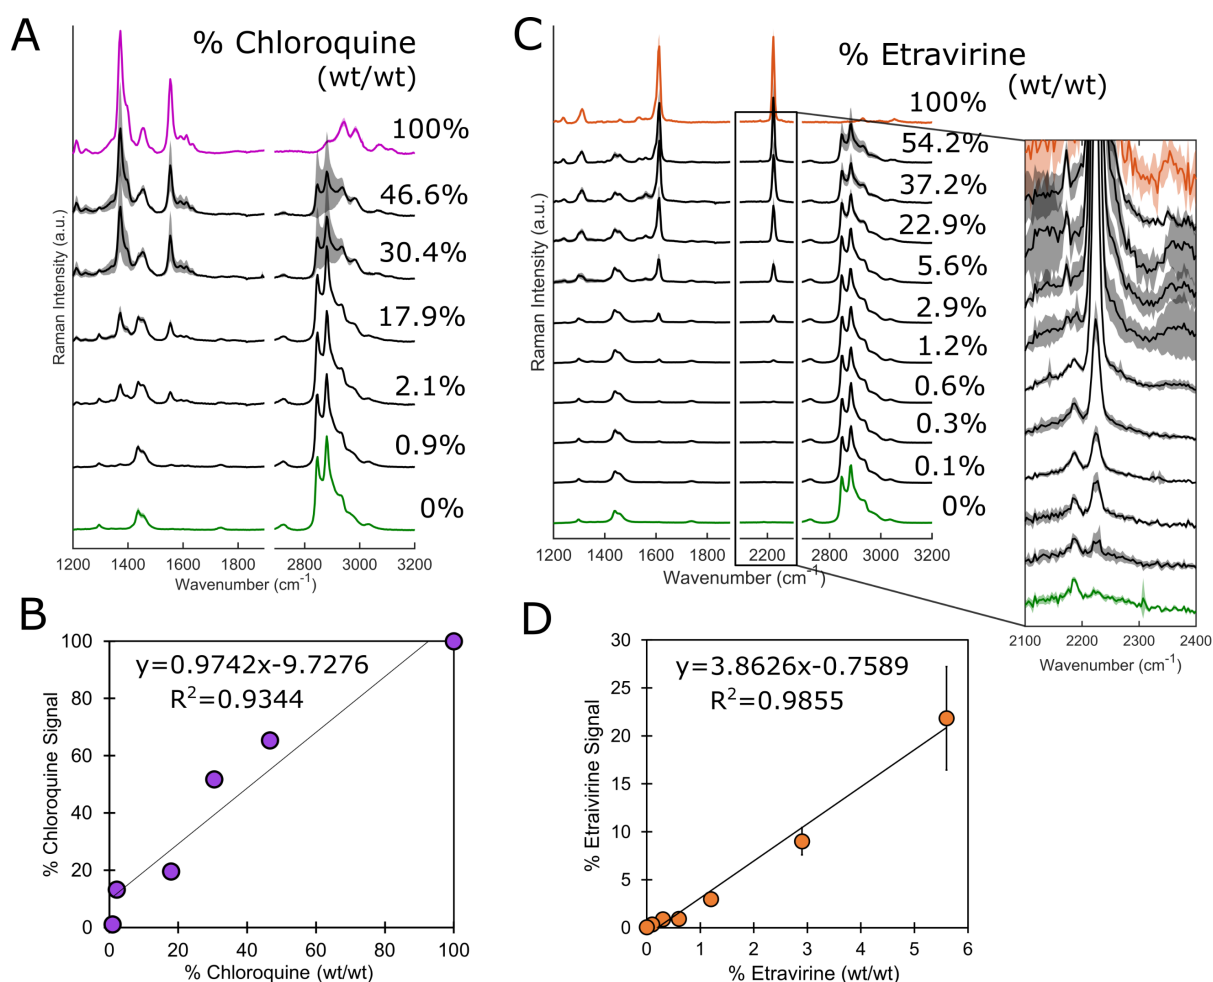 A
% Chloroquine
(wt/wt)
100%
46.6%
30.4%
17.9%
2.1%
0.9%
0%
Raman Intensity (a.u.)
1200 1400 1600 1800 2800 3000 3200
Wavenumber (cm-1)
B
y=0.9742x-9.7276
R2=0.9344
100
80
60
40
20
0
% Chloroquine Signal
0 20 40 60 80 100
% Chloroquine (wt/wt)
C
% Etravirine
(wt/wt)
100%
54.2%
37.2%
22.9%
5.6%
2.9%
1.2%
0.6%
0.3%
0.1%
0%
Raman Intensity (a.u.)
1200 1400 1600 1800 2200 2800 3000 3200
Wavenumber (cm-1)
2100 2200 2300 2400
Wavenumber (cm-1)
D
y=3.8626x-0.7589
R2=0.9855
30
25
20
15
10
5
0
% Etraivirine Signal
0 1 2 3 4 5 6
% Etravirine (wt/wt)